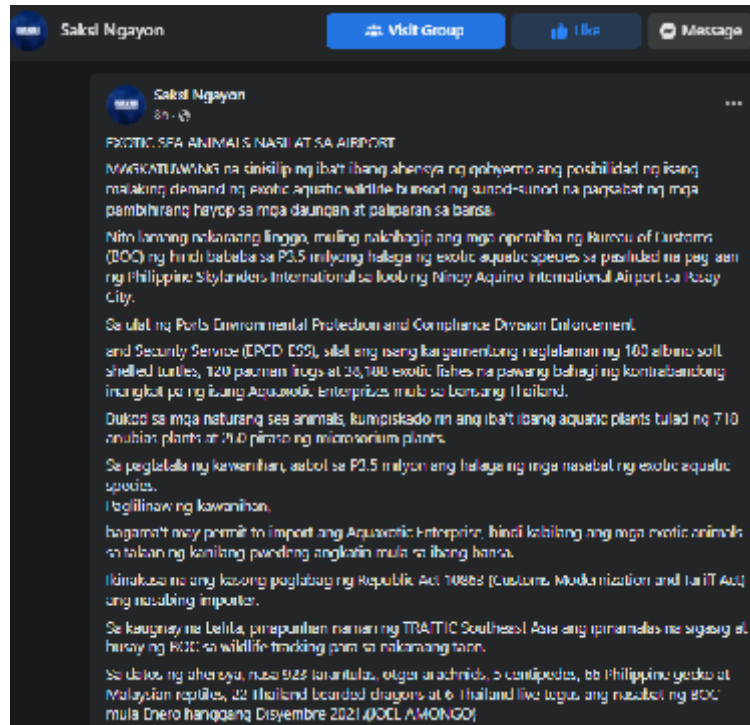 Saksi Ngayon
Visit Group
Like
Message
Saksi Ngayon
8h
EXOTIC SEA ANIMALS NASILAT SA AIRPORT
MAGKATUWANG na sinisilip ng iba't ibang ahensya ng gobyerno ang posibilidad ng isang
malaking demand ng exotic aquatic wildlife bunsod ng sunod-sunod na pagsabat ng mga
pambihirang hayop sa mga daungan at paliparan sa bansa.
Nito lamang nakaraang linggo, muling nakahagip ang mga operatiba ng Bureau of Customs
(BOC) ng hindi bababa sa P3.5 milyong halaga ng exotic aquatic species sa pasilidad na pag-aari
ng Philippine Skylanders International sa loob ng Ninoy Aquino International Airport sa Pasay
City.
Sa ulat ng Ports Environmental Protection and Compliance Division Enforcement
and Security Service (EPCD-ESS), silat ang isang kargamentong naglalaman ng 180 albino soft
shelled turtles, 120 pacman frogs at exotic fishes na pawang bahagi ng kontrabandong
inangkat pa ng isang Aquaxotic Enterprises mula sa bansang Thailand.
Bukod sa mga naturang sea animals, kumpiskado rin ang iba't ibang aquatic plants tulad ng 710
anubias plants at 260 piraso ng microsorium plants.
Sa pagtatala ng kawanihan, aabot sa P3.5 milyon ang halaga ng mga nasabat ng exotic aquatic
species.
Paglilinaw ng kawanihan,
bagama't may permit to import ang Aquaxotic Enterprise, hindi kabilang ang mga exotic animals
sa talaan ng kanilang pwedeng angkatin mula sa ibang bansa.
Ikinakasa na ang kasong paglabag ng Republic Act 10863 (Customs Modernization and Tariff Act)
ang nasabing importer.
Sa kaugnay na balita, pinapurihan naman ng TRAFFIC Southeast Asia ang ipinamalas na sigasig at
husay ng BOC sa wildlife tracking para sa nakaraang taon.
Sa datos ng ahensya, nasa 923 tarantulas, otger arachnids, 5 centipedes, 66 Philippine gecko at
Malaysian reptiles, 22 Thailand bearded dragons at 6 Thailand live tegus ang nasabat ng BOC
mula Enero hanggang Disyembre 2021.(JOEL AMONGO)